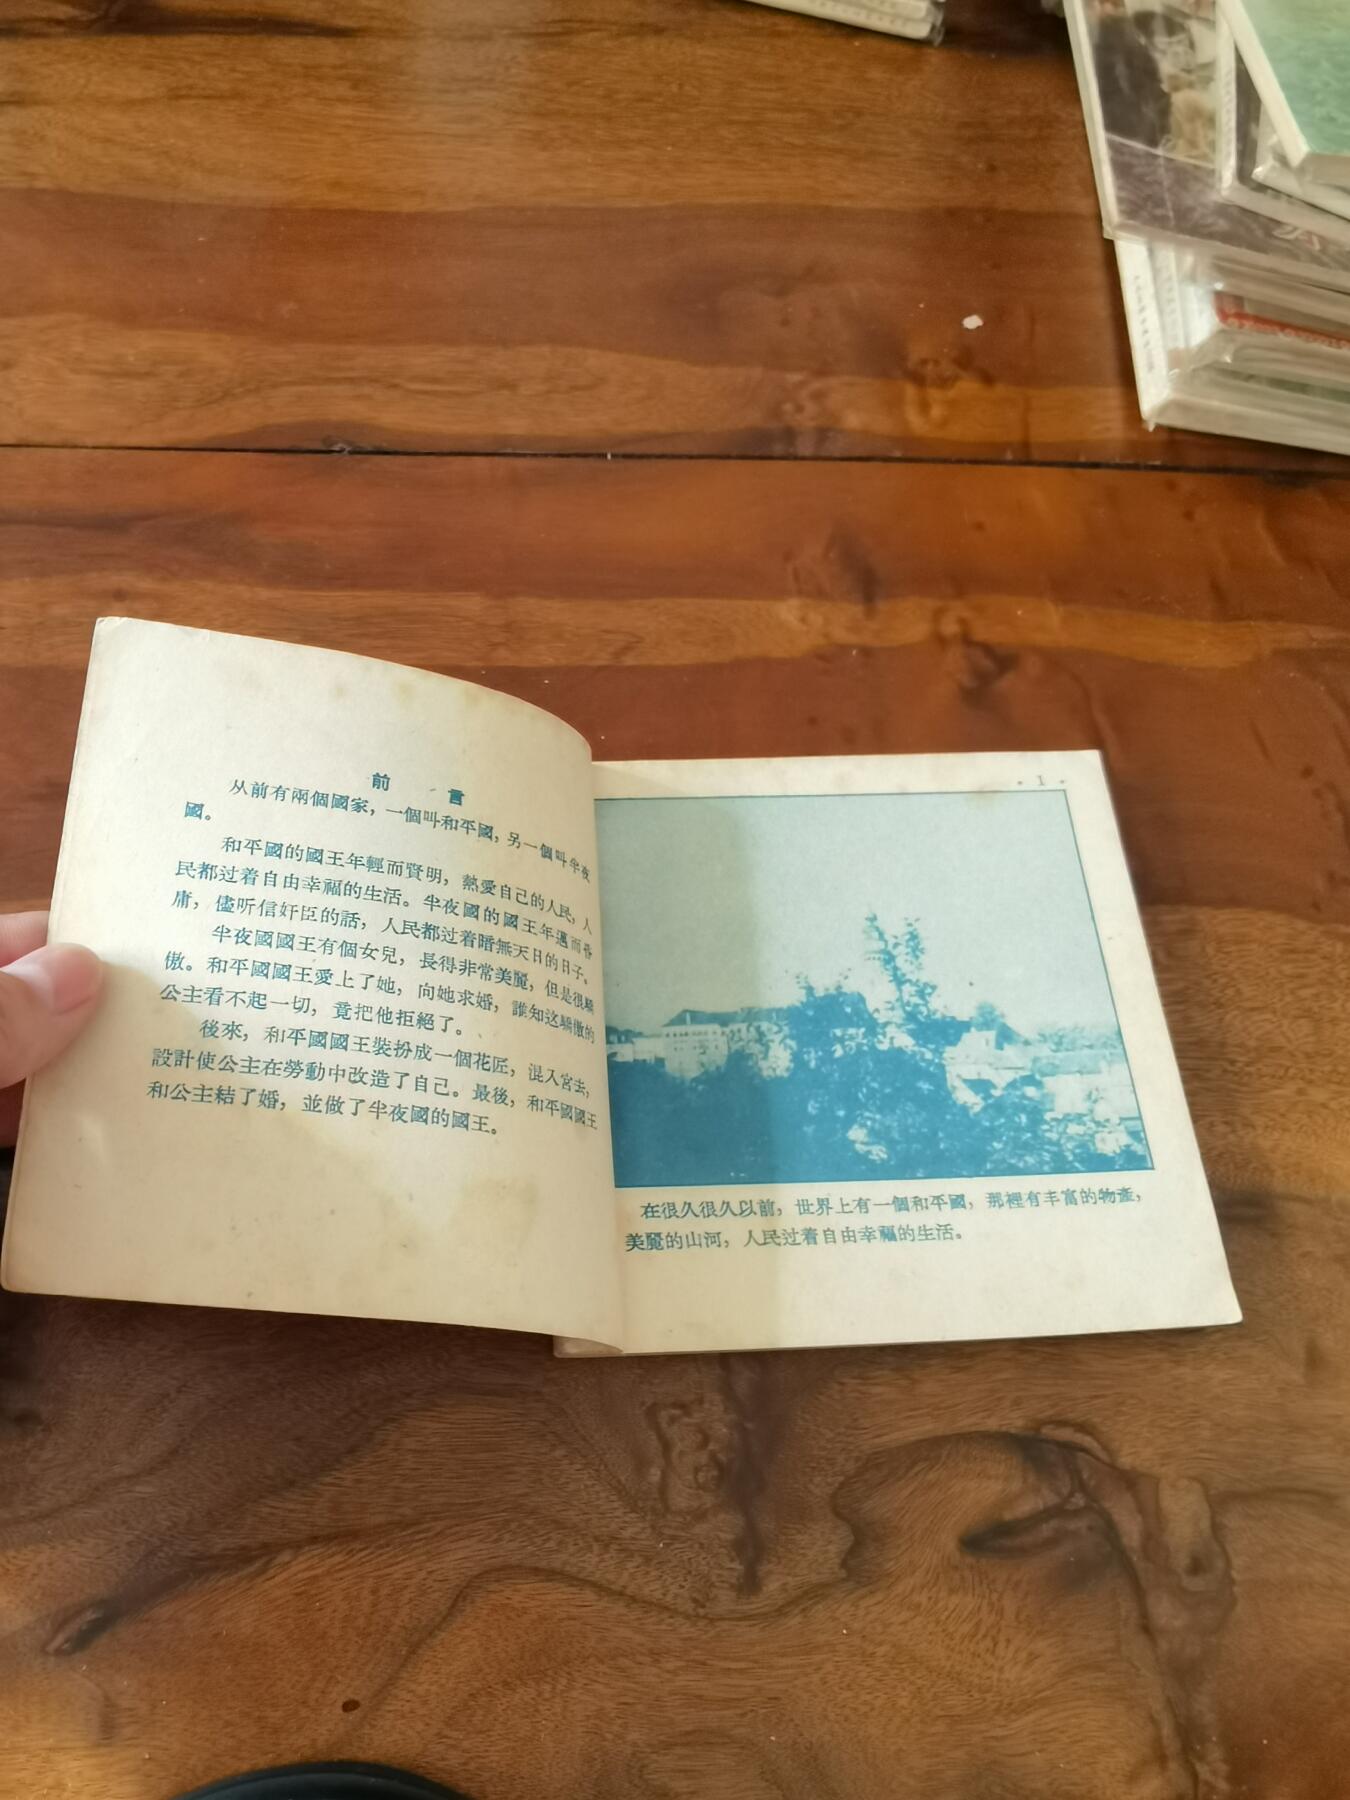 前言
从前有兩個國家，一個叫和平國，另一個叫半夜
國。
和平國的國王年輕而賢明，熱愛自己的人民，人
民都过着自由幸福的生活。半夜國的國王年邁而昏
庸，儘听信奸臣的話，人民都过着暗無天日的日子。
半夜國國王有個女兒，長得非常美麗，但是很驕
傲。和平國國王愛上了她，向她求婚，誰知这驕傲的
公主看不起一切，竟把他拒絕了。
後來，和平國國王裝扮成一個花匠，混入宮去，
設計使公主在勞動中改造了自己。最後，和平國國王
和公主結了婚，並做了半夜國的國王。
·1·
在很久很久以前，世界上有一個和平國，那裡有丰富的物產，
美麗的山河，人民过着自由幸福的生活。